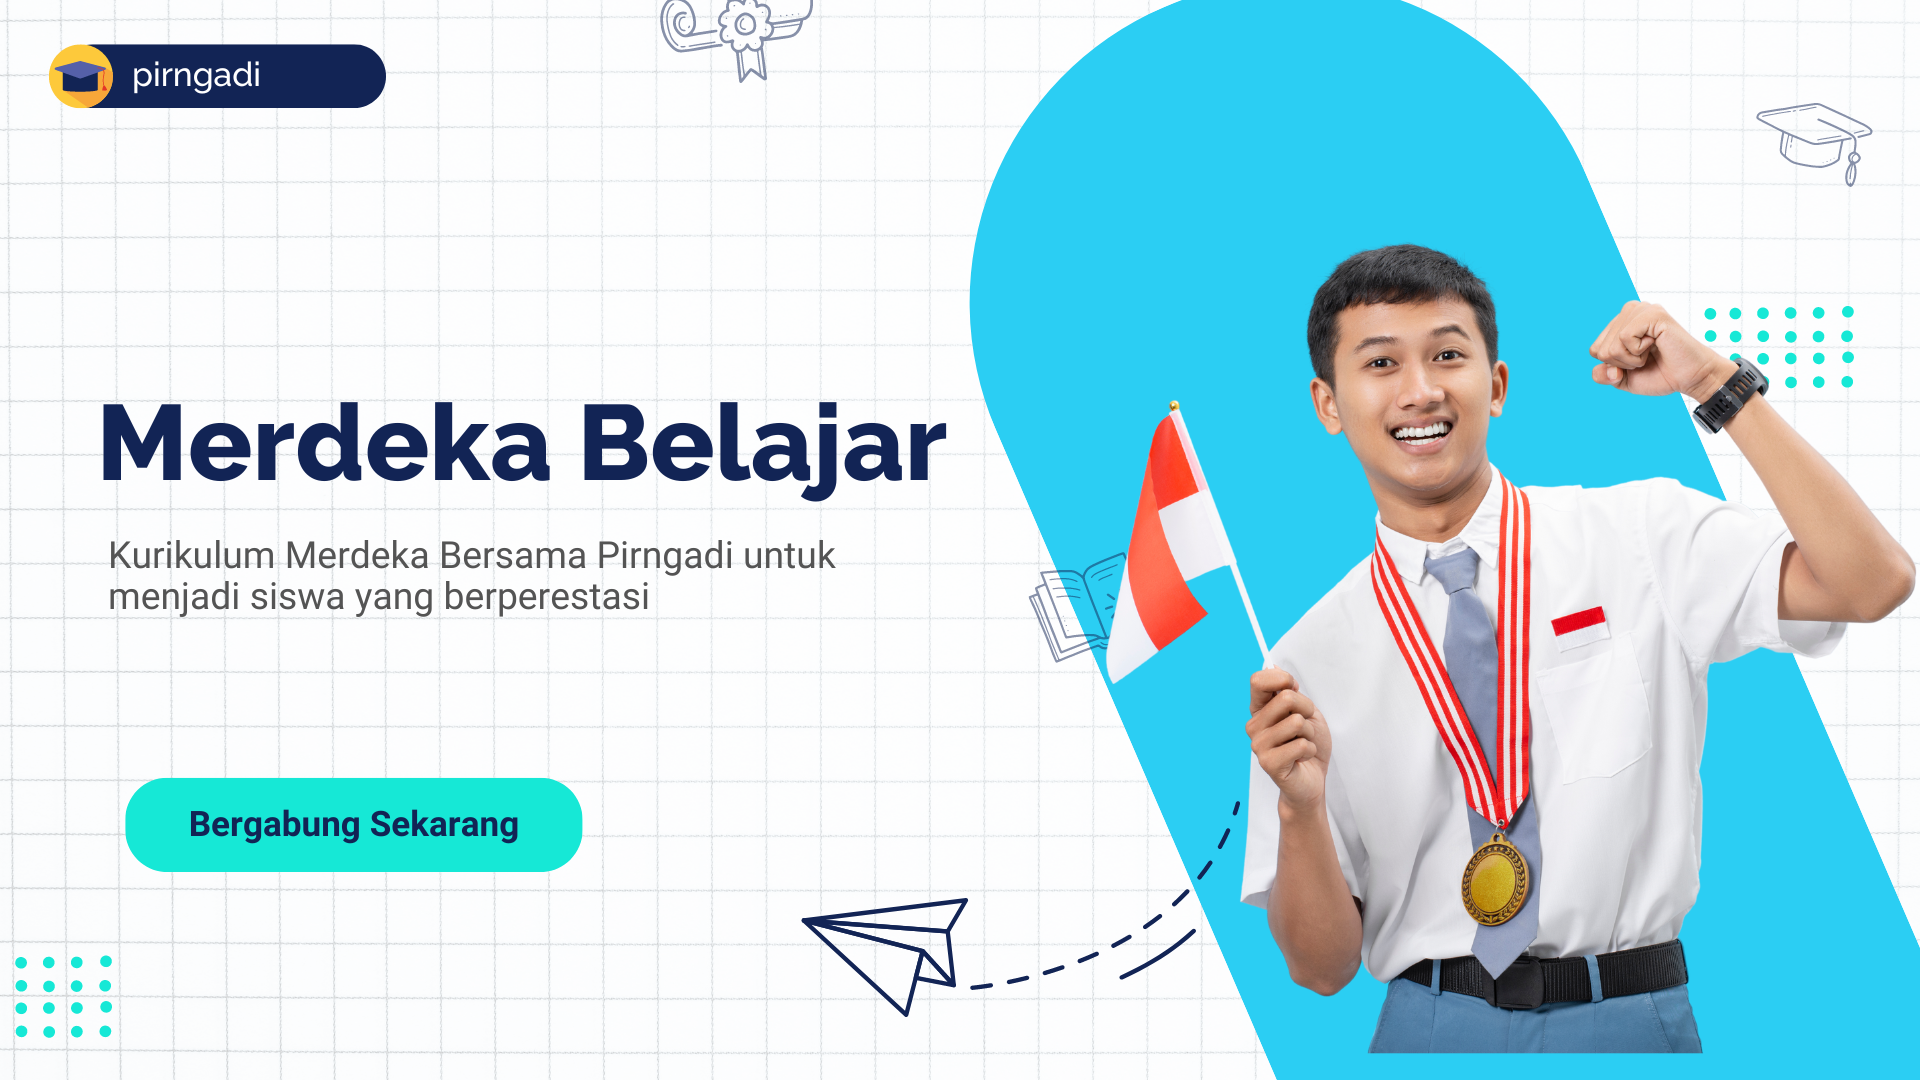 pirngadi
Merdeka Belajar
Kurikulum Merdeka Bersama Pirngadi untuk
menjadi siswa yang berperestasi
Bergabung Sekarang